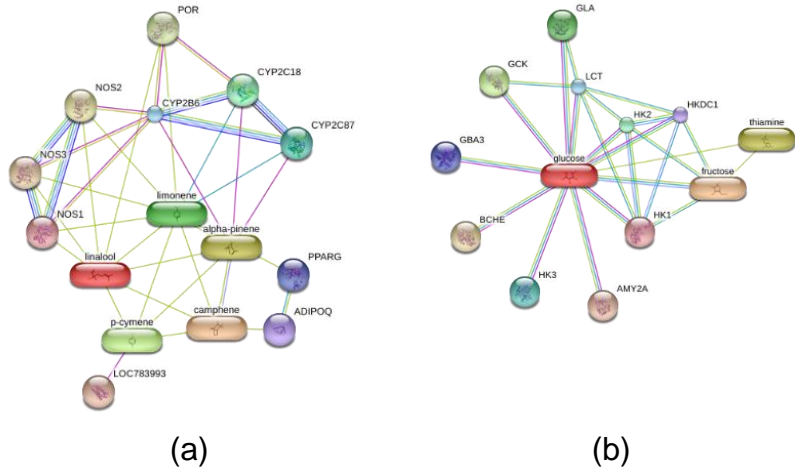 POR
CYP2C18
NOS2
CYP2B6
CYP2C87
NOS3
limonene
NOS1
alpha-pinene
linalool
PPARG
camphene
ADIPOQ
p-cymene
LOC783993
(a)
GLA
GCK
LCT
HKDC1
HK2
thiamine
GBA3
glucose
fructose
BCHE
HK1
HK3
AMY2A
(b)